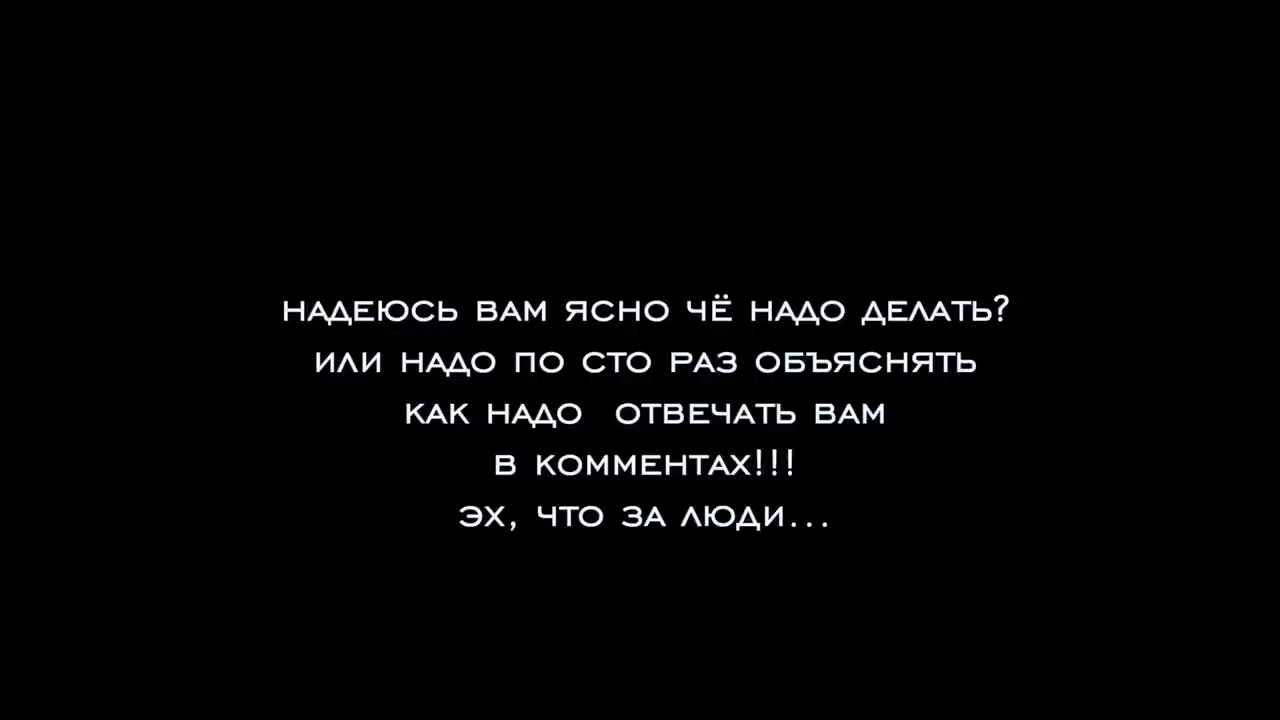 НАДЕЮСЬ ВАМ ЯСНО ЧЁ НАДО ДЕЛАТЬ?
ИЛИ НАДО ПО СТО РАЗ ОБЪЯСНЯТЬ
КАК НАДО ОТВЕЧАТЬ ВАМ
В КОММЕНТАХ!!!
ЭХ, ЧТО ЗА ЛЮДИ...